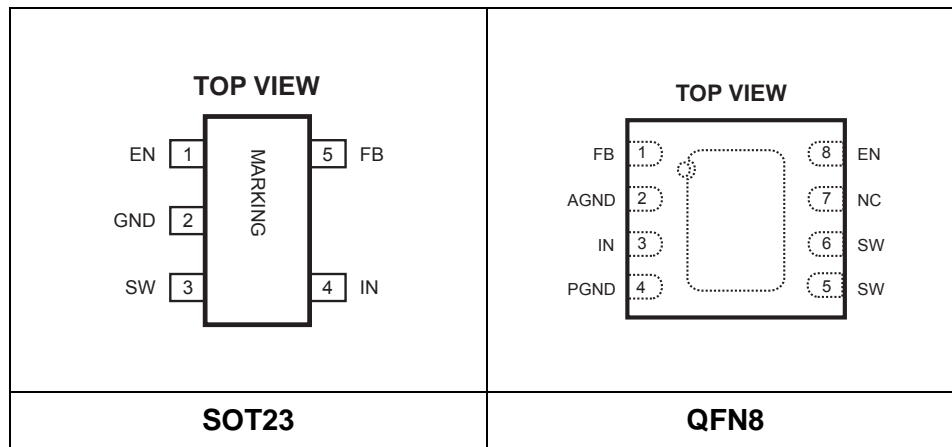 TOP VIEW
EN 1 5 FB
GND 2
SW 3 4 IN
MARKING
SOT23
TOP VIEW
FB 1 8 EN
AGND 2 7 NC
IN 3 6 SW
PGND 4 5 SW
QFN8